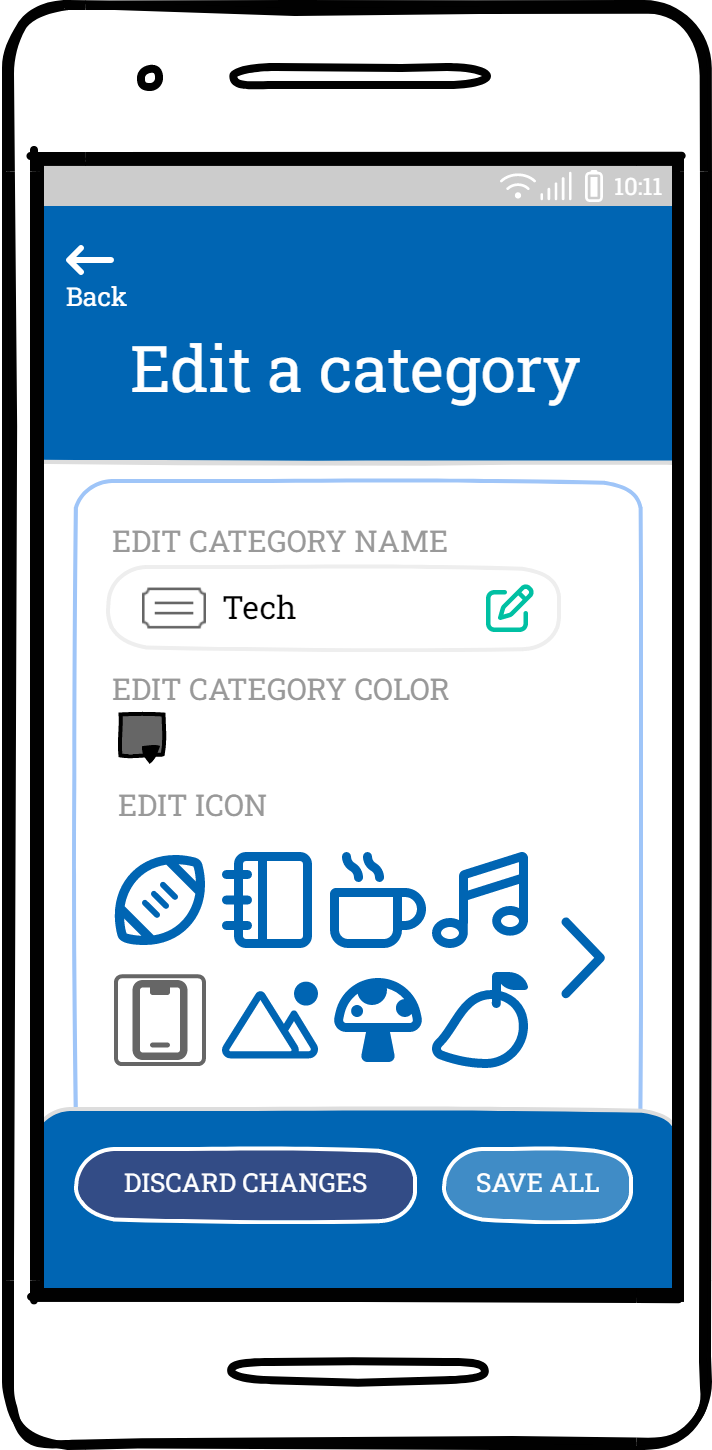 10:11
Back
Edit a category
EDIT CATEGORY NAME
Tech
EDIT CATEGORY COLOR
EDIT ICON
DISCARD CHANGES
SAVE ALL